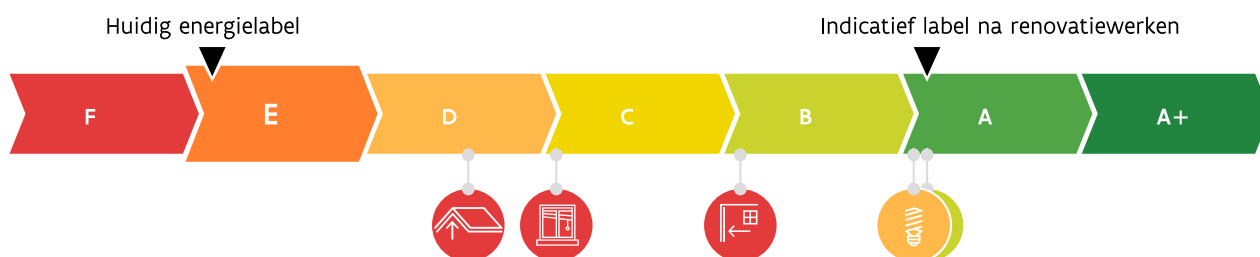 Huidig energielabel
Indicatief label na renovatiewerken
F
E
D
C
B
A
A+